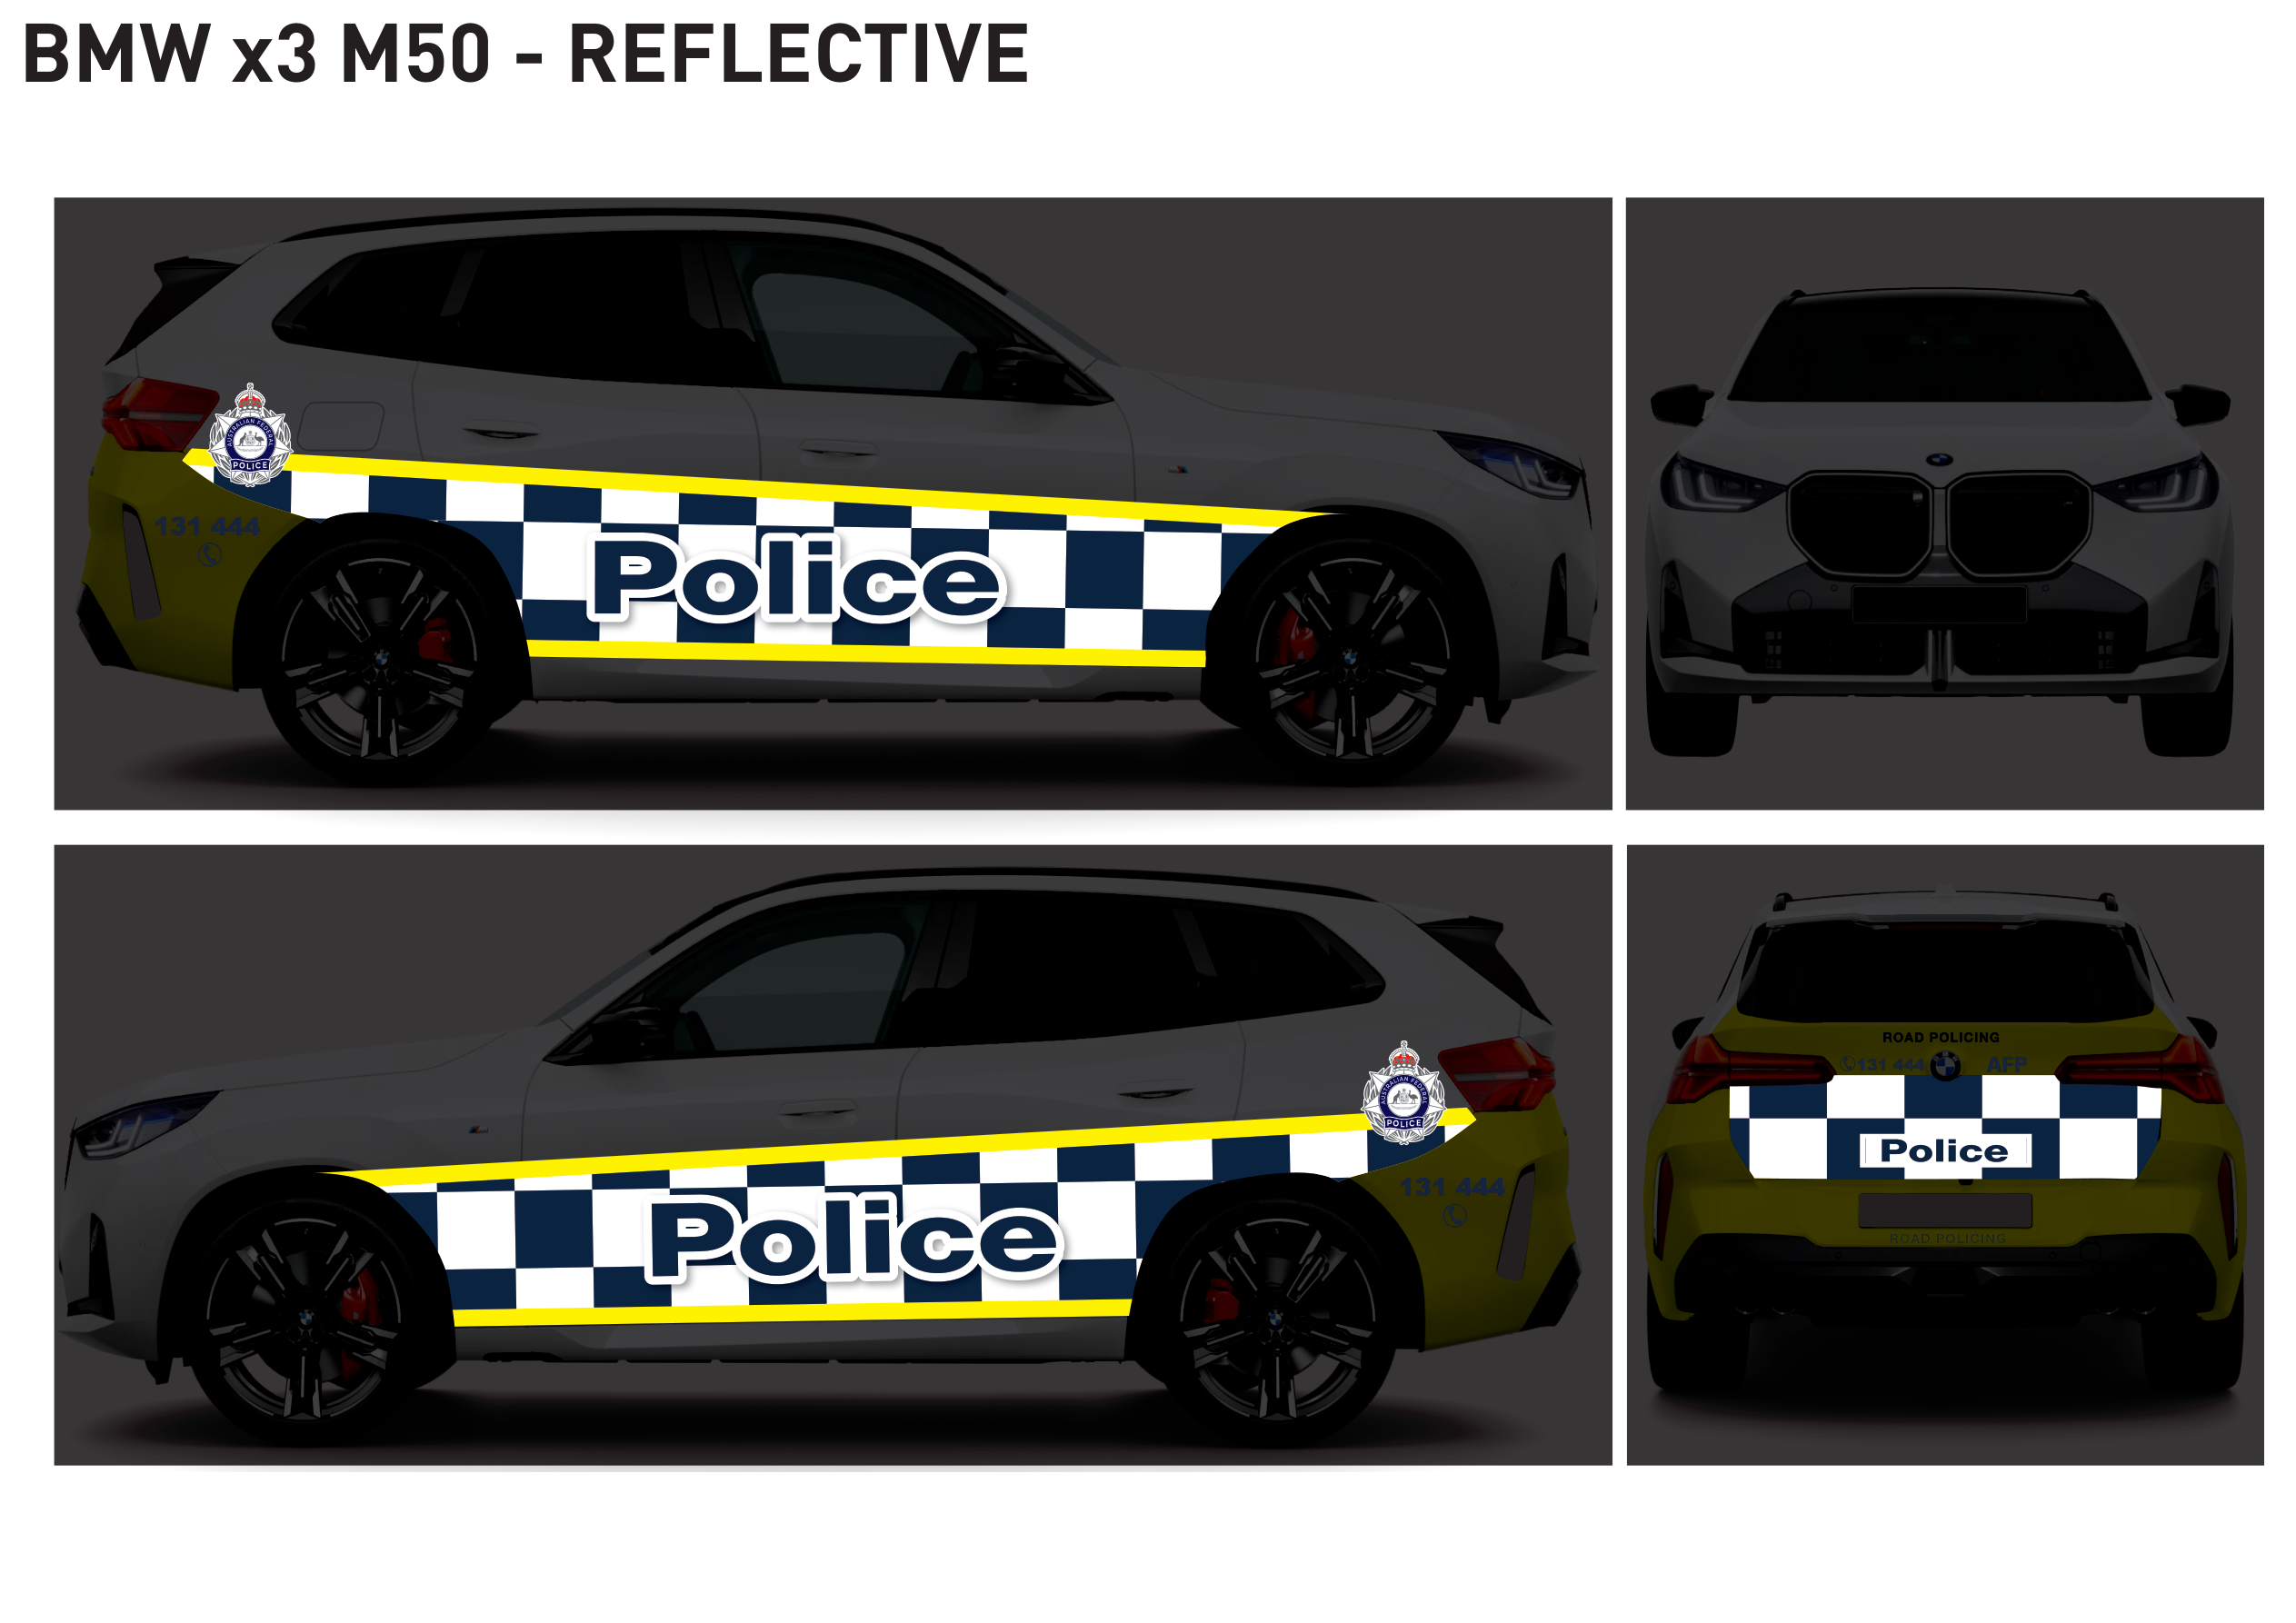 BMW x3 M50 - REFLECTIVE
AUSTRALIAN FEDERAL
POLICE
131 444
Police
AUSTRALIAN FEDERAL
POLICE
131 444
Police
ROAD POLICING
131 444 AFP
Police
ROAD POLICING